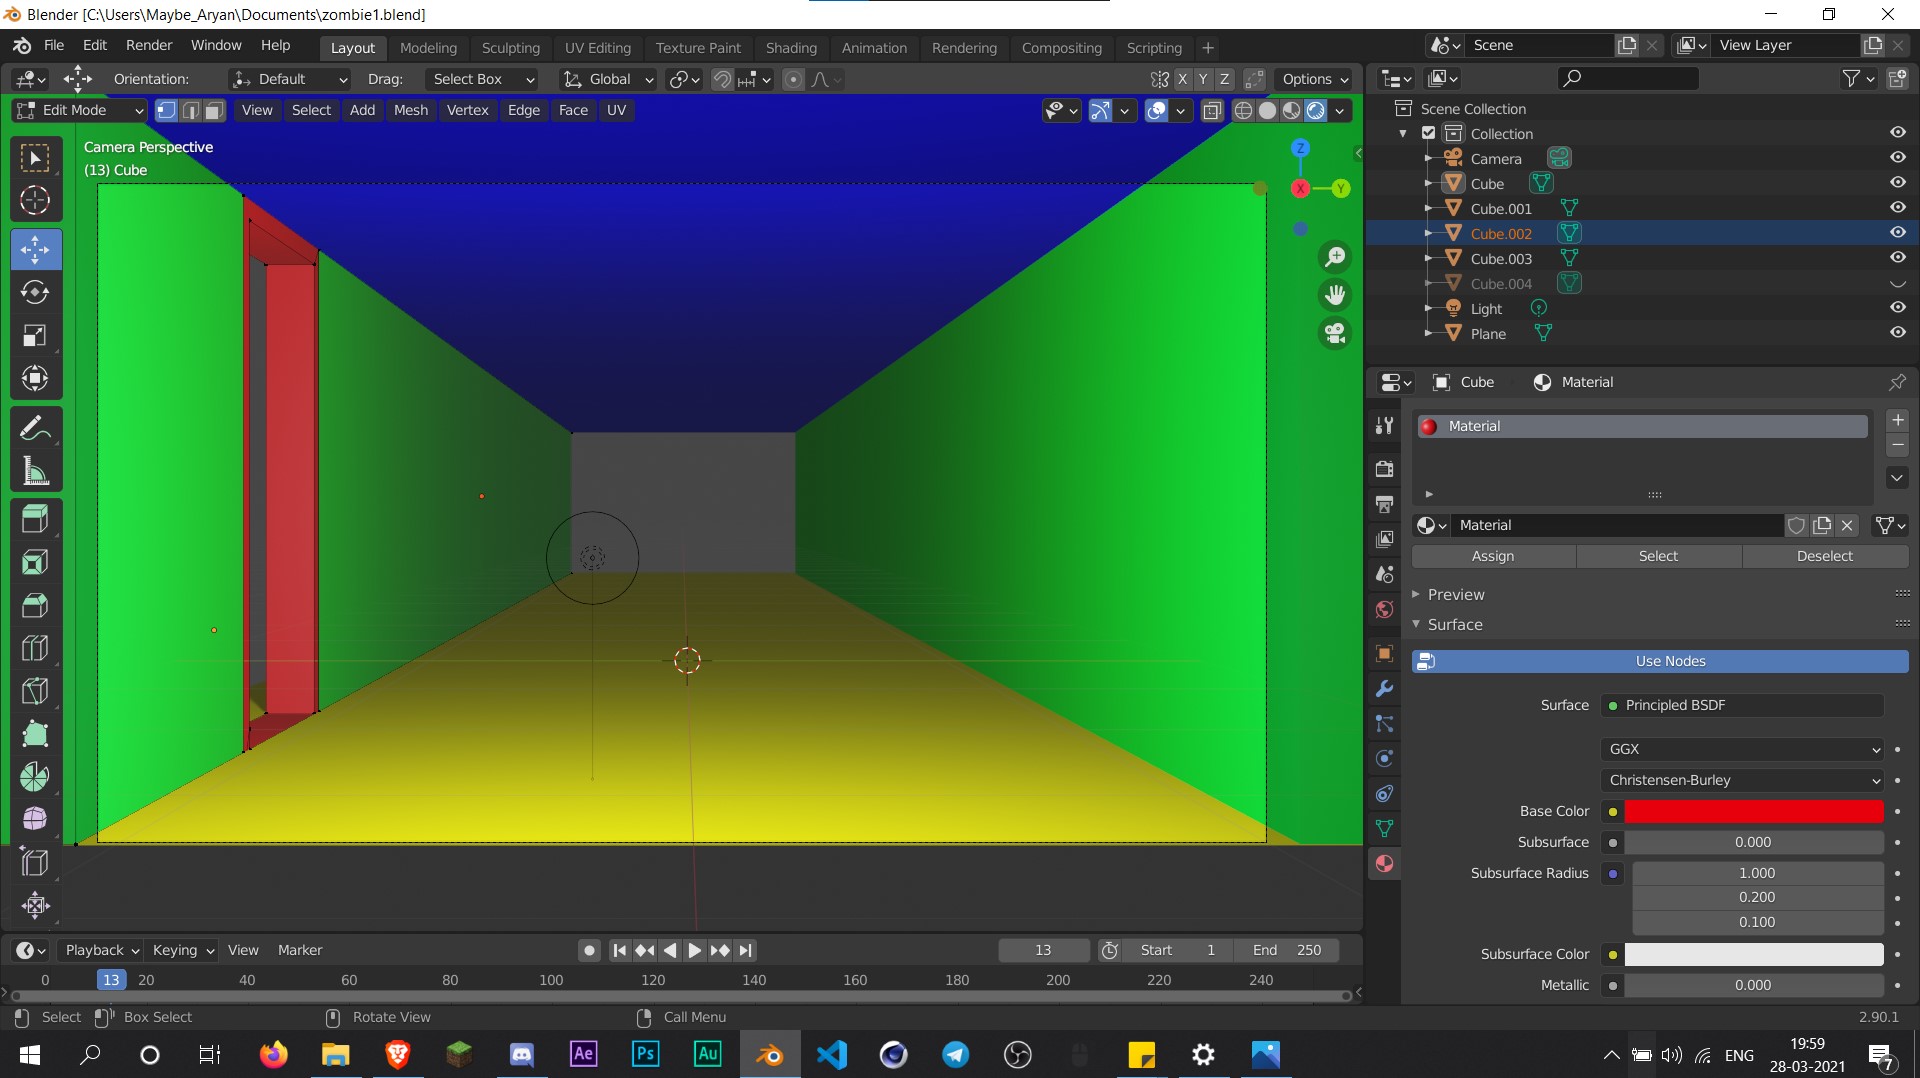 Blender [C:\Users\Maybe_Aryan\Documents\zombie1.blend]
File Edit Render Window Help Layout Modeling Sculpting UV Editing Texture Paint Shading Animation Rendering Compositing Scripting + Scene View Layer
Orientation: Default Drag: Select Box Global X Y Z Options
Edit Mode View Select Add Mesh Vertex Edge Face UV
Camera Perspective
(13) Cube
Z
X
Y
Scene Collection
Collection
Camera
Cube
Cube.001
Cube.002
Cube.003
Cube.004
Light
Plane
Cube Material
Material
Material
Assign Select Deselect
Preview
Surface
Use Nodes
Surface Principled BSDF
GGX
Christensen-Burley
Base Color
Subsurface 0.000
Subsurface Radius 1.000
0.200
0.100
Subsurface Color
Metallic 0.000
Playback Keying View Marker 13 Start 1 End 250
0 13 20 40 60 80 100 120 140 160 180 200 220 240
Select Box Select Rotate View Call Menu 2.90.1
Ae Ps Au ENG 19:59
28-03-2021
7